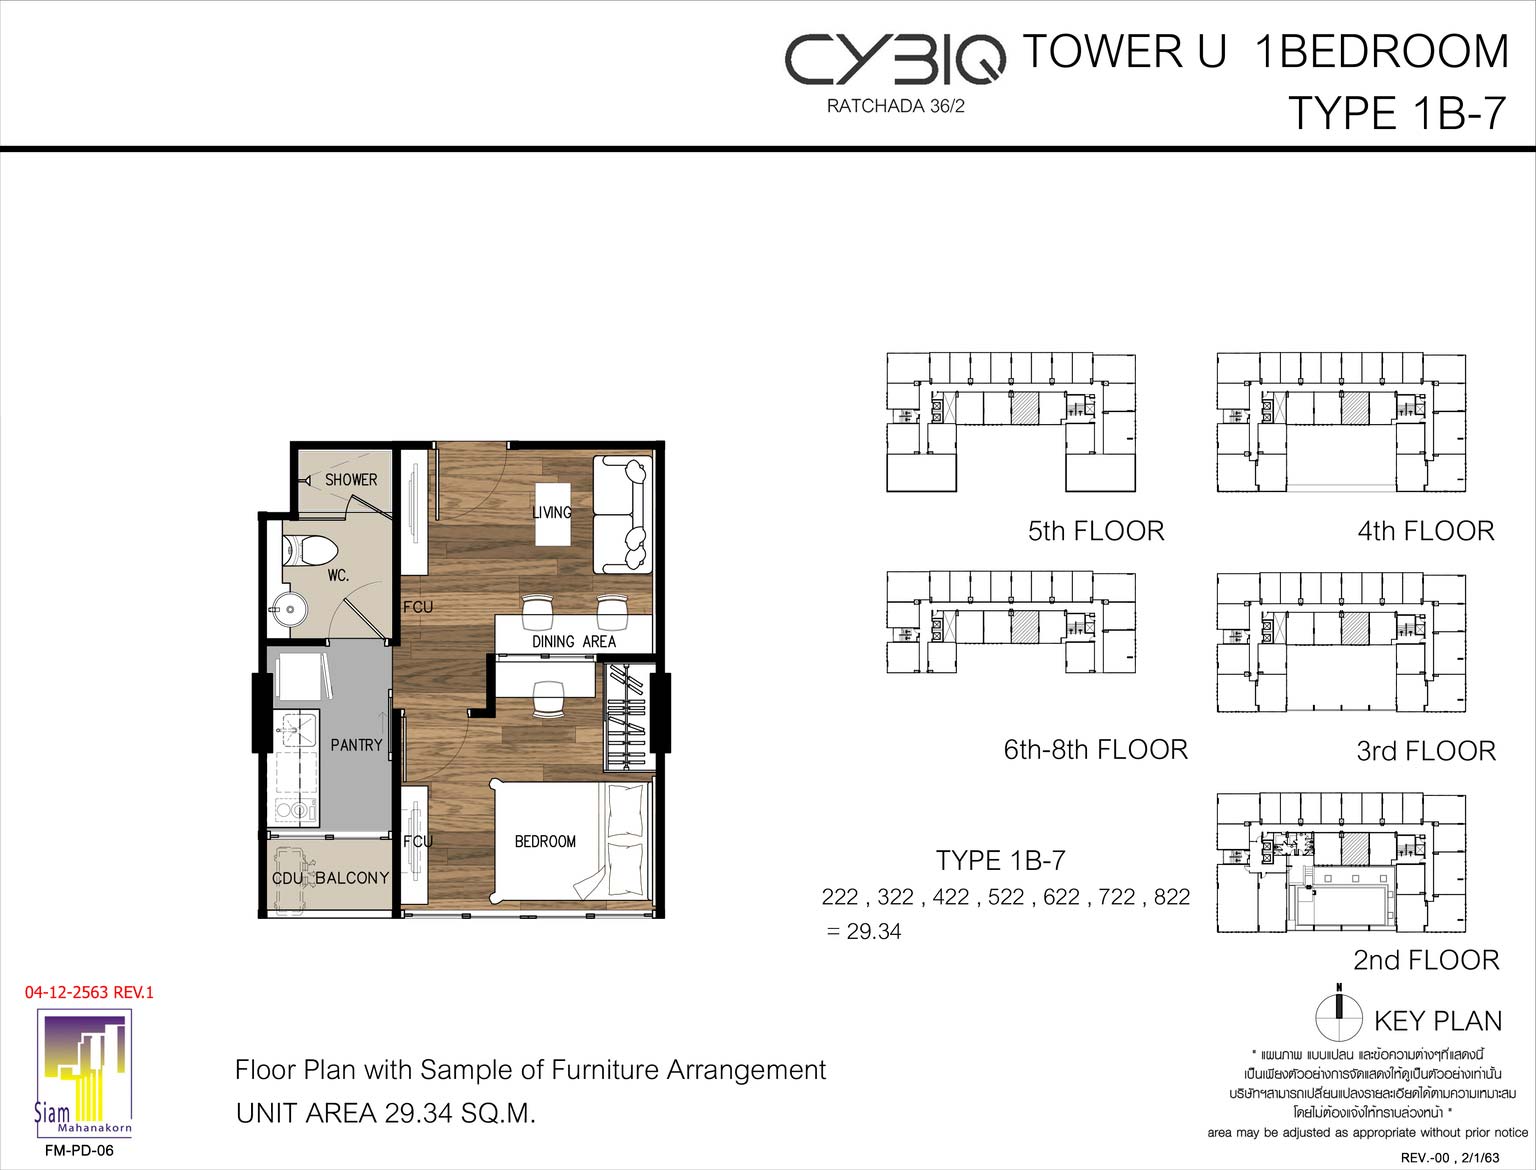 CYBIQ TOWER U 1BEDROOM
RATCHADA 36/2
TYPE 1B-7
SHOWER
WC.
LIVING
FCU
DINING AREA
PANTRY
FCU
BEDROOM
CDU BALCONY
5th FLOOR
4th FLOOR
6th-8th FLOOR
3rd FLOOR
TYPE 1B-7
222 , 322 , 422 , 522 , 622 , 722 , 822
= 29.34
2nd FLOOR
N
KEY PLAN
* แผนภาพ แบบแปลน และข้อความต่างๆที่แสดงนี้
เป็นเพียงตัวอย่างการจัดแสดงให้ดูเป็นตัวอย่างเท่านั้น
บริษัทฯสามารถเปลี่ยนแปลงรายละเอียดได้ตามความเหมาะสม
โดยไม่ต้องแจ้งให้ทราบล่วงหน้า *
area may be adjusted as appropriate without prior notice
REV.-00 , 2/1/63
04-12-2563 REV.1
Siam
Mahanakorn
FM-PD-06
Floor Plan with Sample of Furniture Arrangement
UNIT AREA 29.34 SQ.M.